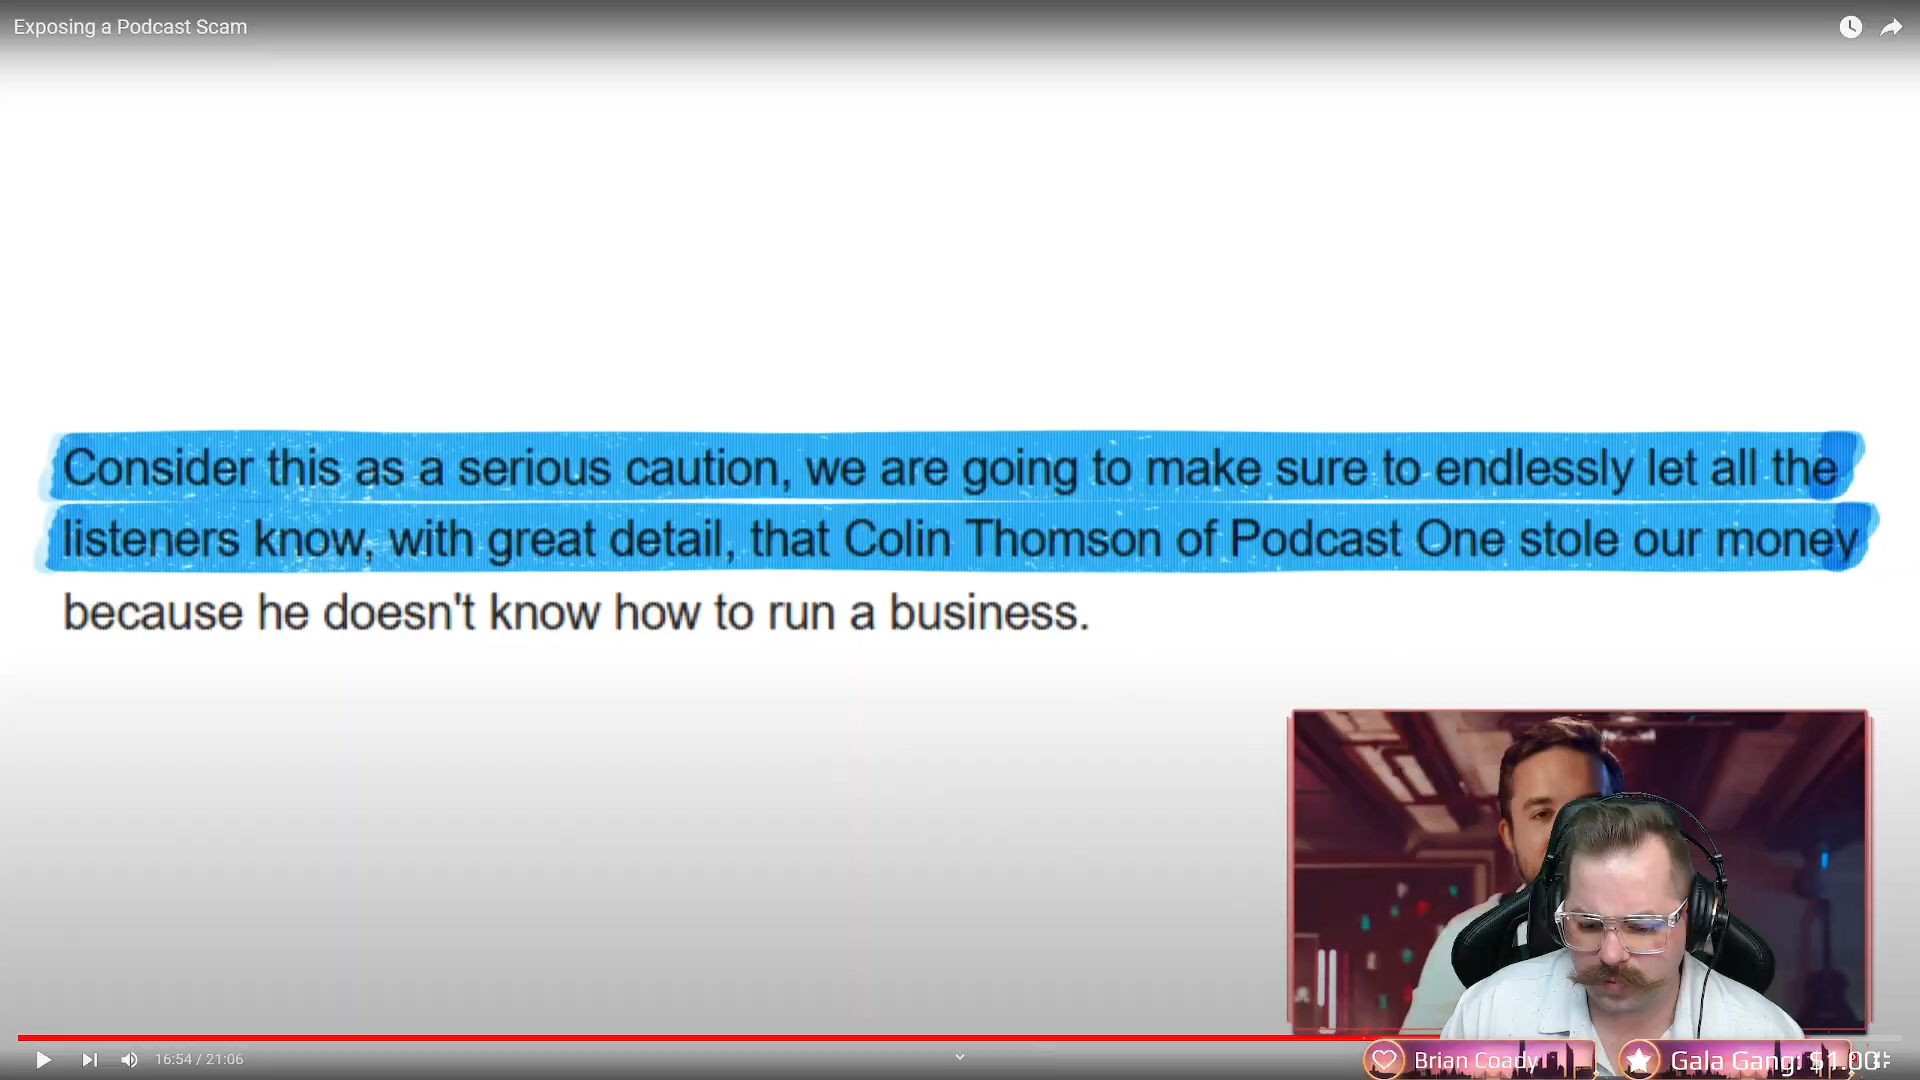 Exposing a Podcast Scam
Consider this as a serious caution, we are going to make sure to endlessly let all the
listeners know, with great detail, that Colin Thomson of Podcast One stole our money
because he doesn't know how to run a business.
16:54 / 21:06
Brian Coady
Gala Gang: $1.00